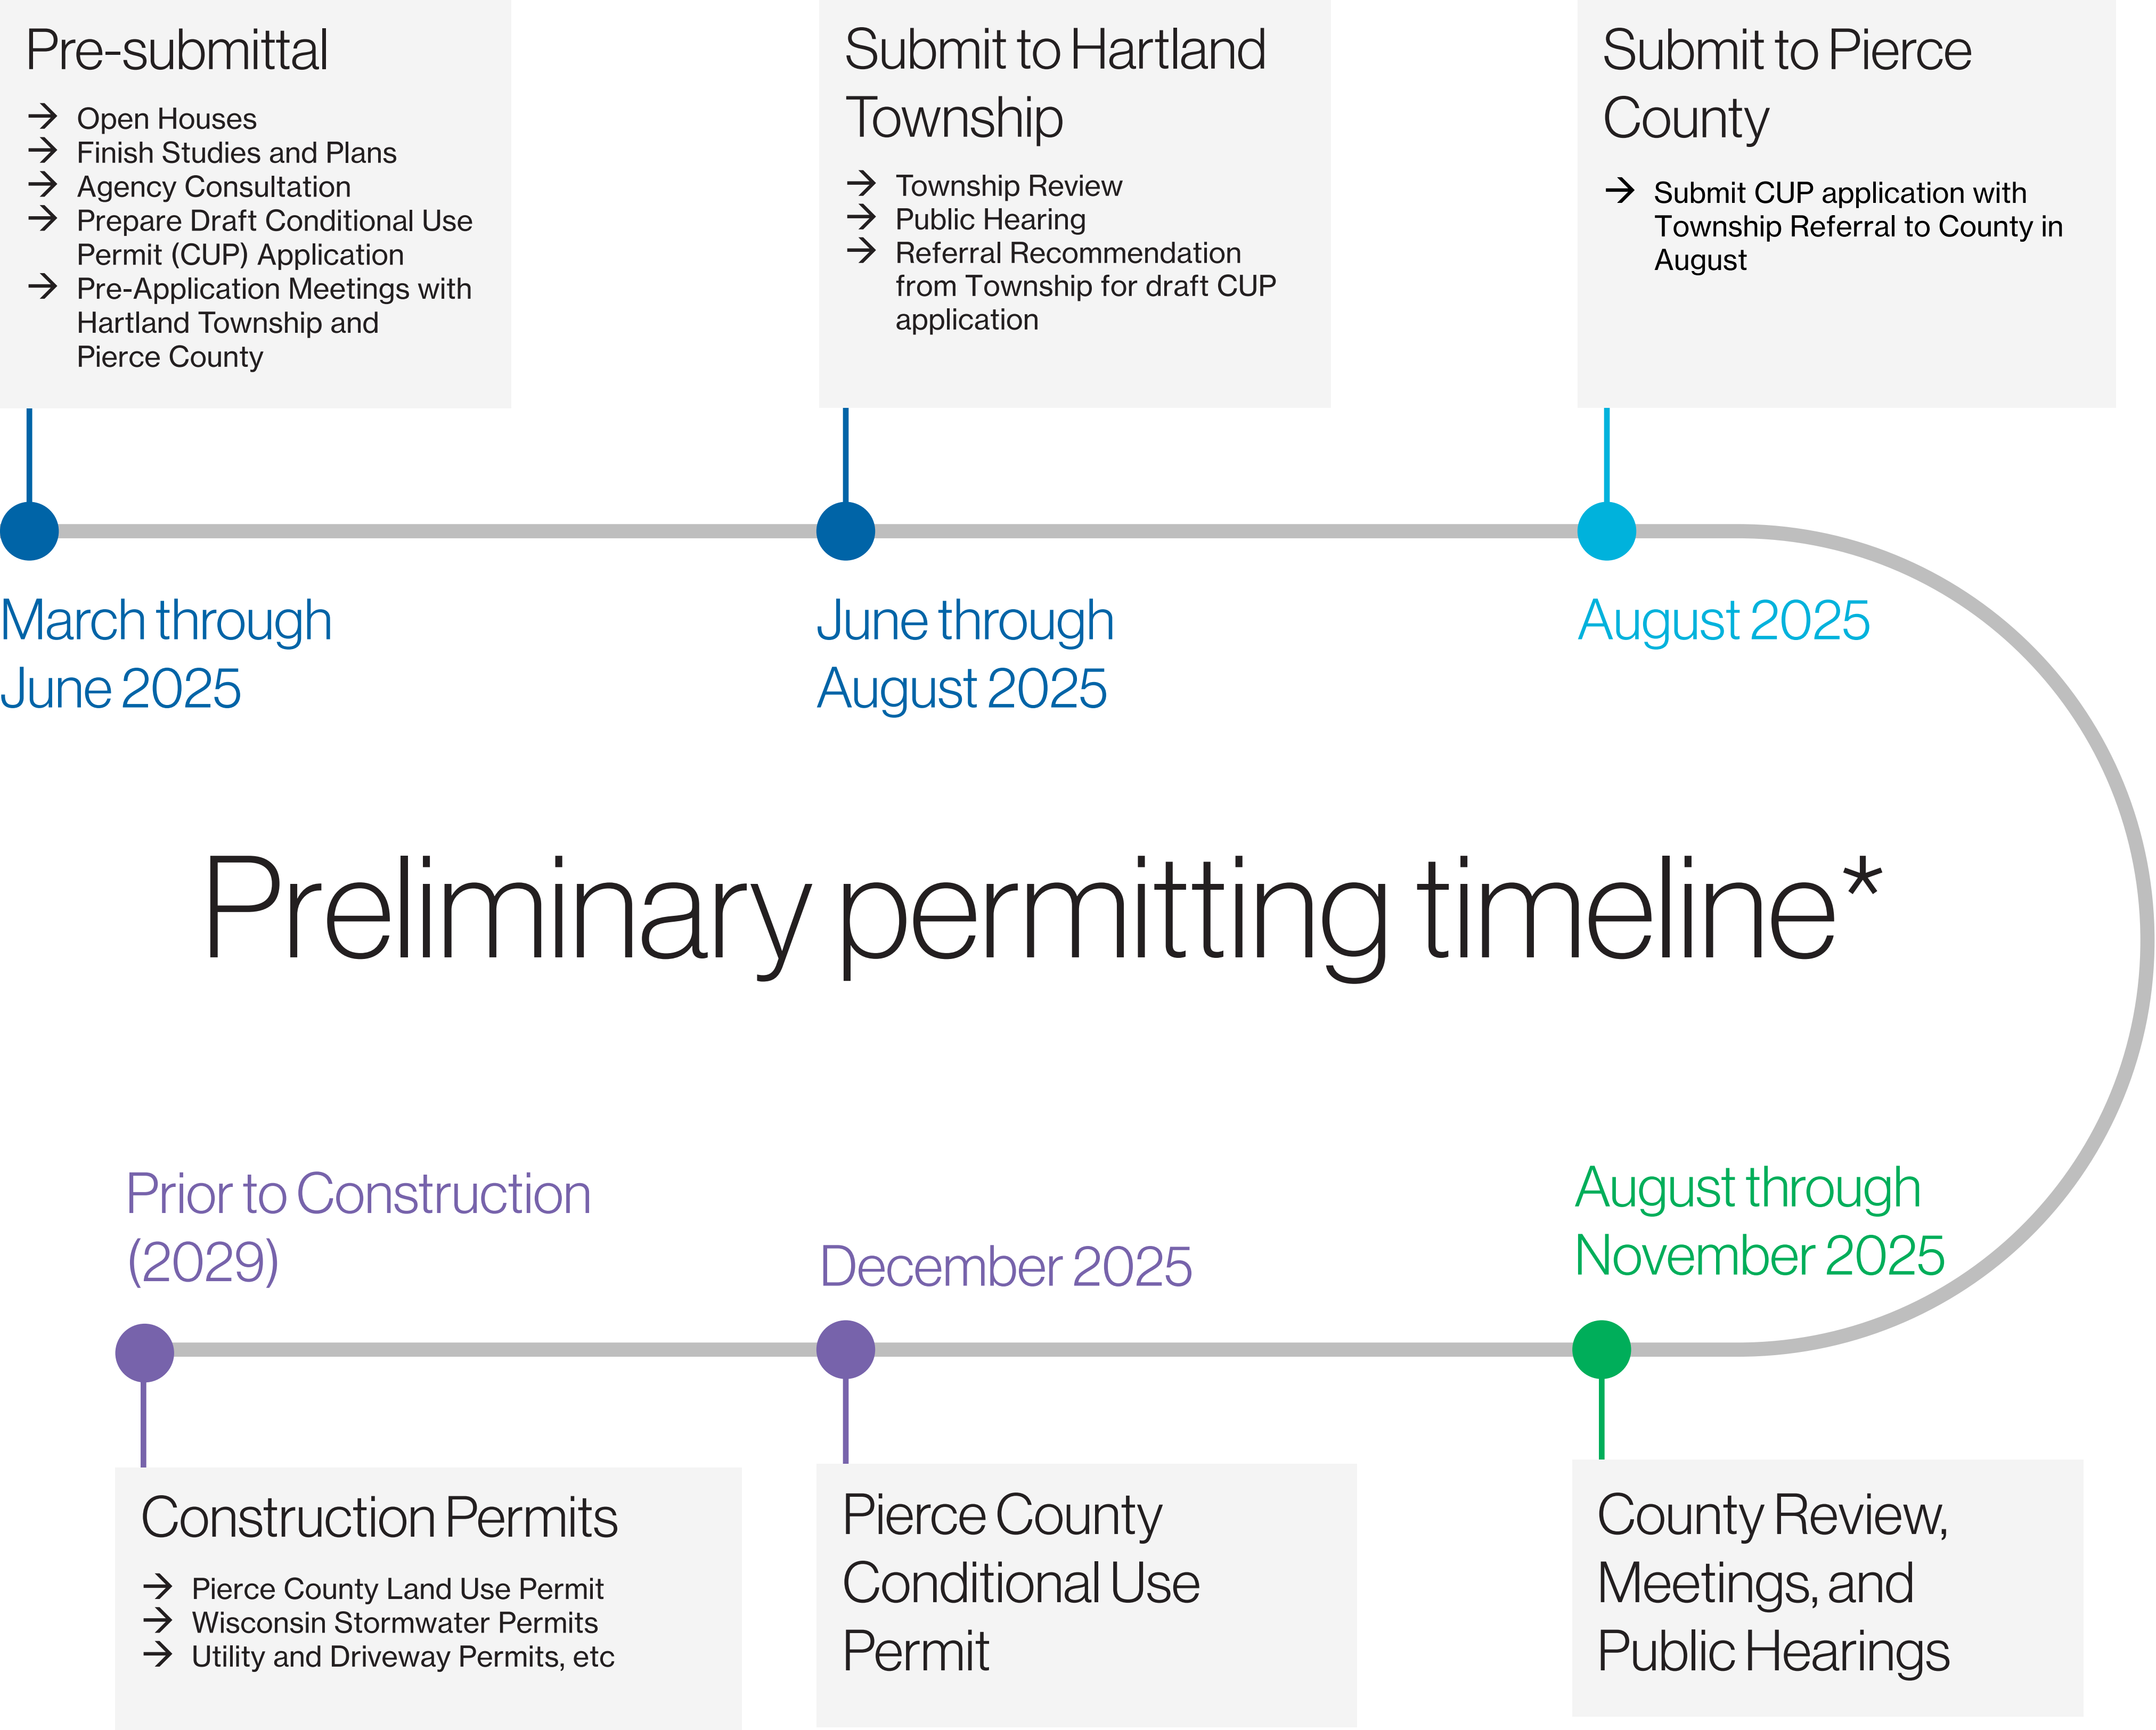 Pre-submittal
→ Open Houses
→ Finish Studies and Plans
→ Agency Consultation
→ Prepare Draft Conditional Use
Permit (CUP) Application
→ Pre-Application Meetings with
Hartland Township and
Pierce County
March through
June 2025
Submit to Hartland
Township
→ Township Review
→ Public Hearing
→ Referral Recommendation
from Township for draft CUP
application
June through
August 2025
Submit to Pierce
County
→ Submit CUP application with
Township Referral to County in
August
August 2025
Preliminary permitting timeline*
August through
November 2025
County Review,
Meetings, and
Public Hearings
December 2025
Pierce County
Conditional Use
Permit
Prior to Construction
(2029)
Construction Permits
→ Pierce County Land Use Permit
→ Wisconsin Stormwater Permits
→ Utility and Driveway Permits, etc